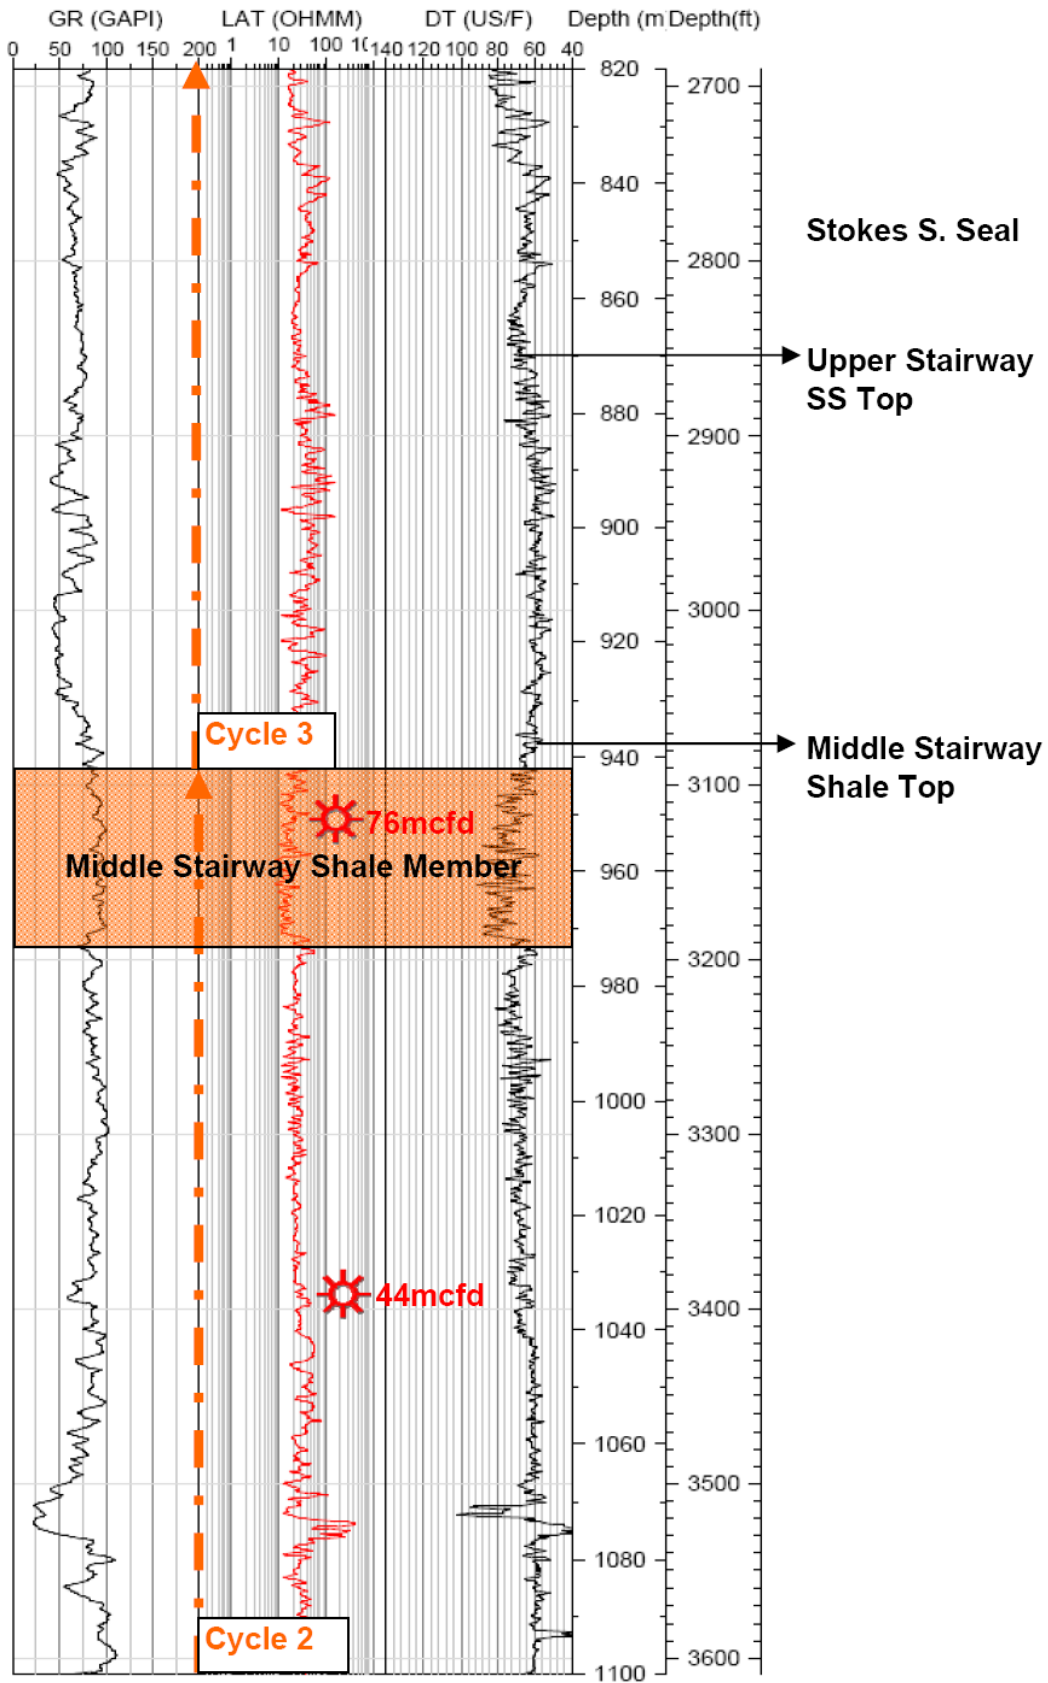 GR (GAPI) LAT (OHMM) DT (US/F) Depth (m Depth(ft)
0 50 100 150 200 1 10 100 10 140 120 100 80 60 40
820
2700
840
Stokes S. Seal
2800
860
Upper Stairway
SS Top
880
2900
900
3000
920
Cycle 3
940
Middle Stairway
Shale Top
3100
76mcfd
Middle Stairway Shale Member
960
3200
980
1000
3300
1020
44mcfd
3400
1040
1060
3500
1080
Cycle 2
3600
1100